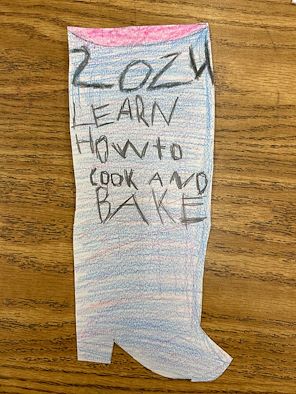 2024
LEARN
HOW to
COOK AND
BAKE